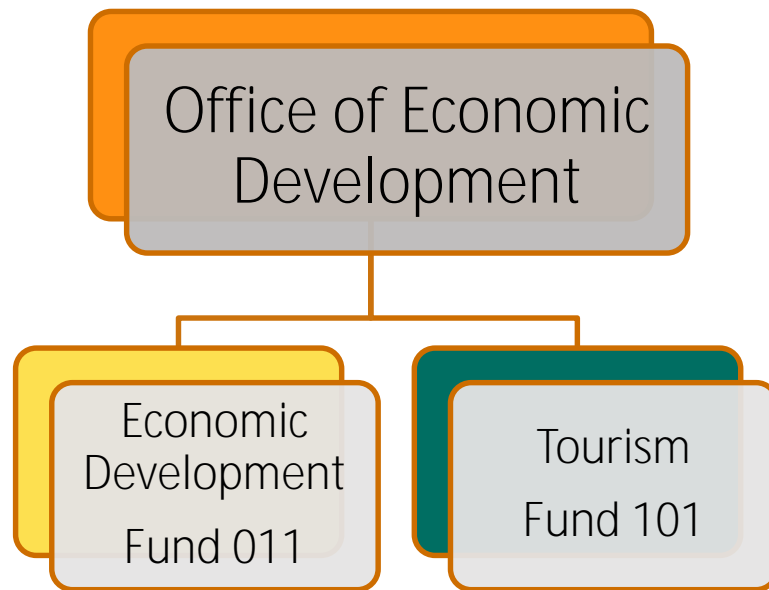 Office of Economic
Development
Economic
Development
Fund 011
Tourism
Fund 101